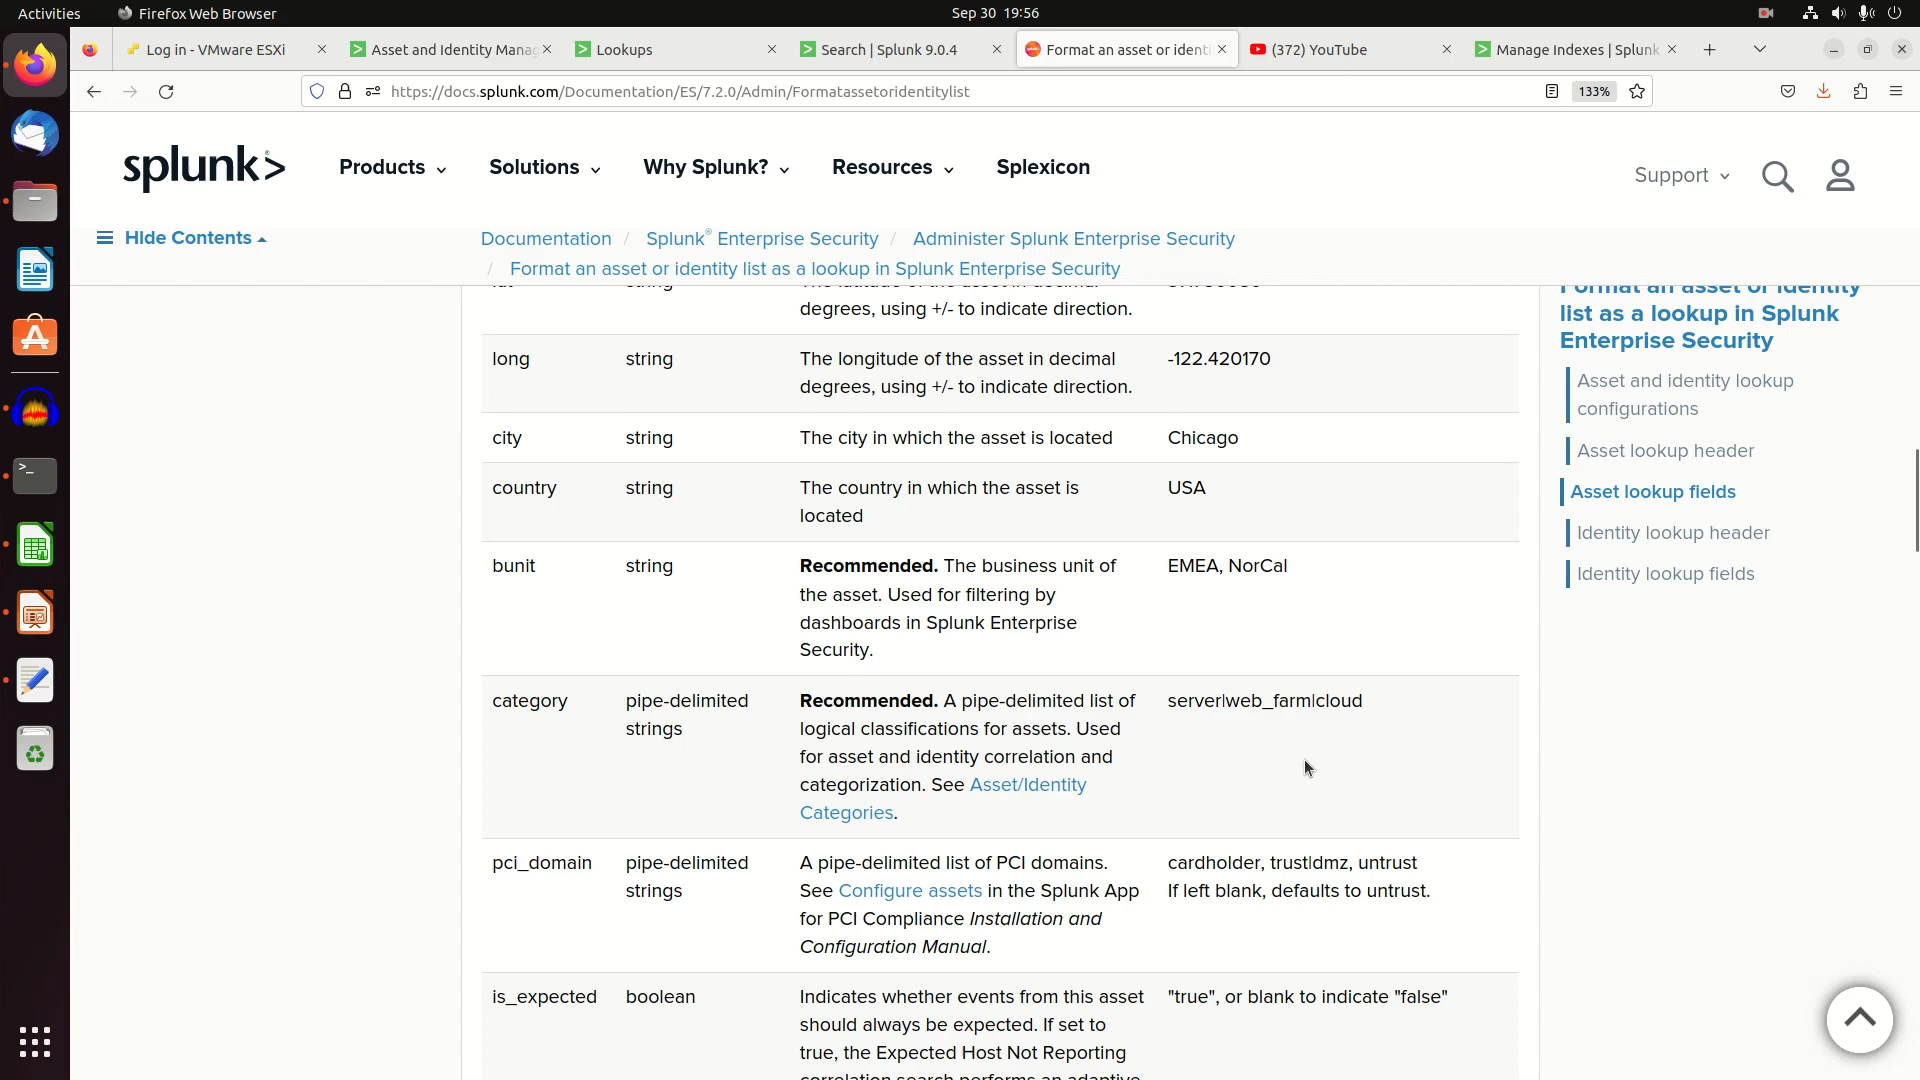 Activities
Firefox Web Browser
Sep 30 19:56
Log in - VMware ESXi
Asset and Identity Manag
Lookups
Search | Splunk 9.0.4
Format an asset or identi
(372) YouTube
Manage Indexes | Splunk
https://docs.splunk.com/Documentation/ES/7.2.0/Admin/Formatassetoridentitylist
133%
splunk>
Products
Solutions
Why Splunk?
Resources
Splexicon
Support
Hide Contents
Documentation / Splunk® Enterprise Security / Administer Splunk Enterprise Security
/ Format an asset or identity list as a lookup in Splunk Enterprise Security
degrees, using +/- to indicate direction.
long string The longitude of the asset in decimal -122.420170
degrees, using +/- to indicate direction.
city string The city in which the asset is located Chicago
country string The country in which the asset is USA
located
bunit string Recommended. The business unit of EMEA, NorCal
the asset. Used for filtering by
dashboards in Splunk Enterprise
Security.
category pipe-delimited Recommended. A pipe-delimited list of server|web_farm|cloud
strings logical classifications for assets. Used
for asset and identity correlation and
categorization. See Asset/Identity
Categories.
pci_domain pipe-delimited A pipe-delimited list of PCI domains. cardholder, trust|dmz, untrust
strings See Configure assets in the Splunk App If left blank, defaults to untrust.
for PCI Compliance Installation and
Configuration Manual.
is_expected boolean Indicates whether events from this asset "true", or blank to indicate "false"
should always be expected. If set to
true, the Expected Host Not Reporting
correlation search performs an adaptive
Format an asset or identity
list as a lookup in Splunk
Enterprise Security
Asset and identity lookup
configurations
Asset lookup header
Asset lookup fields
Identity lookup header
Identity lookup fields